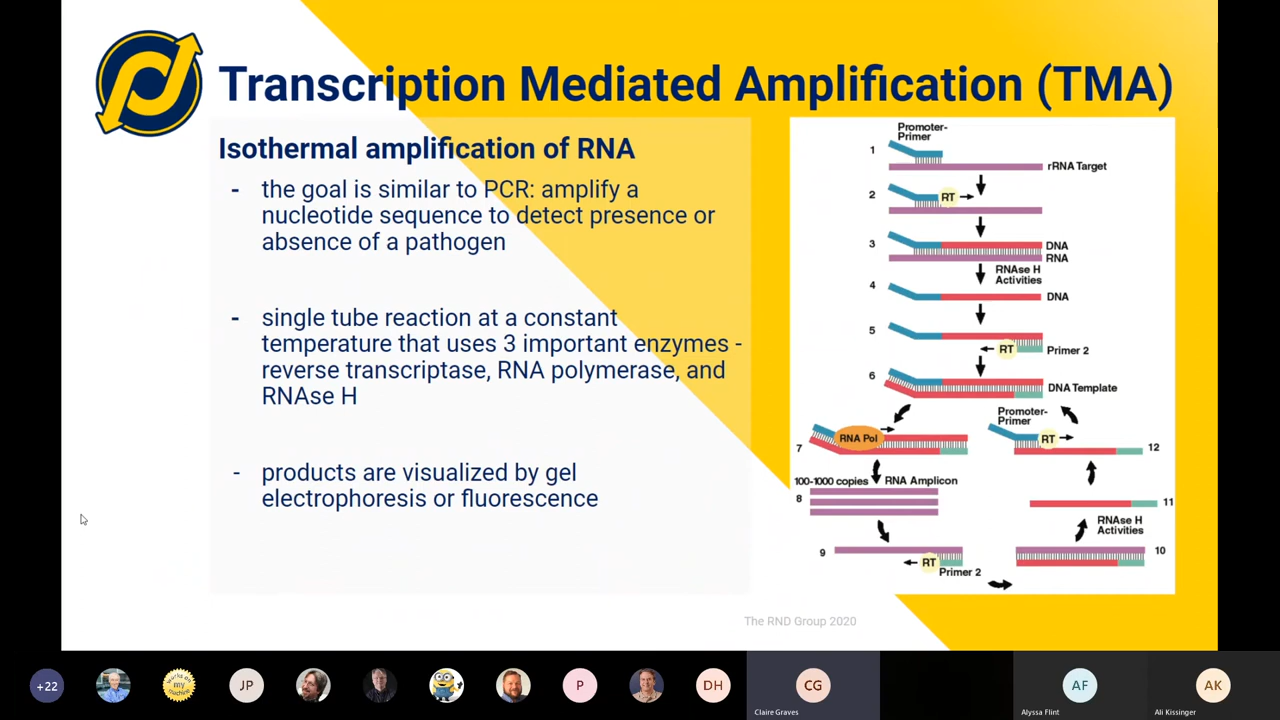 Transcription Mediated Amplification (TMA)
Isothermal amplification of RNA
- the goal is similar to PCR: amplify a
nucleotide sequence to detect presence or
absence of a pathogen
- single tube reaction at a constant
temperature that uses 3 important enzymes -
reverse transcriptase, RNA polymerase, and
RNAse H
- products are visualized by gel
electrophoresis or fluorescence
Promoter-
Primer
1
rRNA Target
2
RT
3
DNA
RNA
RNAse H
Activities
4
DNA
5
RT
Primer 2
6
DNA Template
7
RNA Pol
Promoter-
Primer
RT
12
100-1000 copies
RNA Amplicon
8
11
RNAse H
Activities
9
RT
Primer 2
10
The RND Group 2020
+22
works on
my
machine
JP
P
DH
CG
Claire Graves
AF
Alyssa Flint
AK
Ali Kissinger